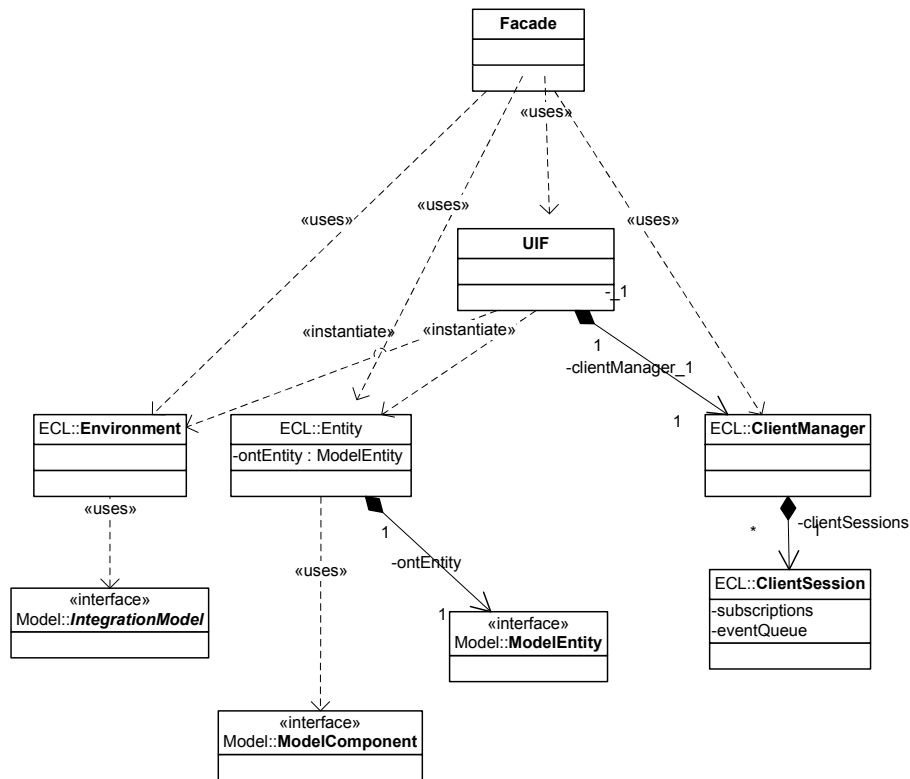 Facade
«uses»
«uses»
«uses»
«uses»
UIF
-_1
«instantiate»
«instantiate»
1
-clientManager_1
1
ECL::Environment
ECL::Entity
-ontEntity : ModelEntity
ECL::ClientManager
«uses»
1
-clientSessions
*
1
-ontEntity
«uses»
ECL::ClientSession
-subscriptions
-eventQueue
«interface»
Model::IntegrationModel
1
«interface»
Model::ModelEntity
«interface»
Model::ModelComponent